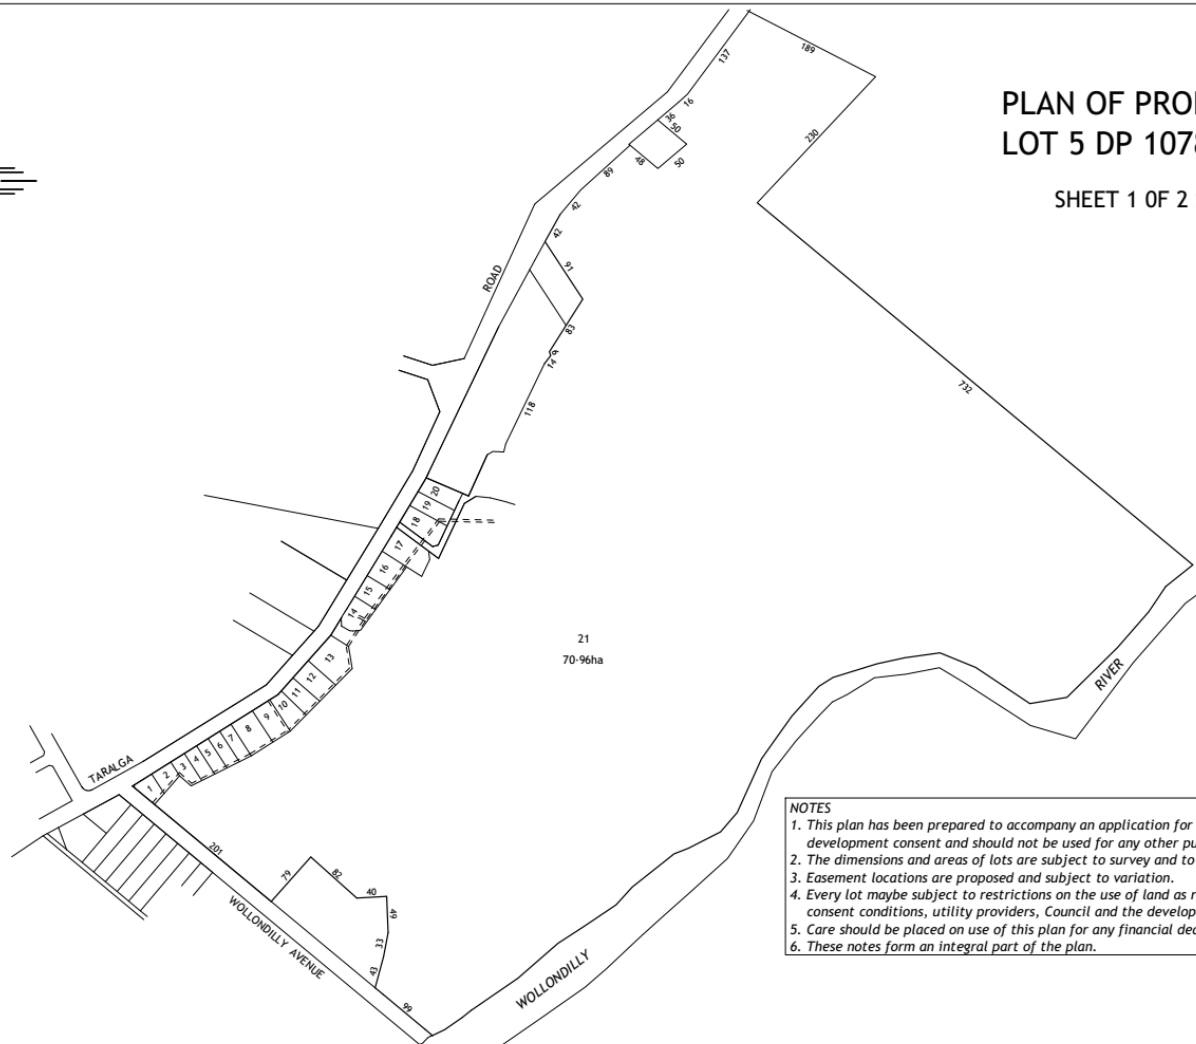 PLAN OF PROP
LOT 5 DP 1078
SHEET 1 0F 2
189
137
16
36
50
230
48
50
89
42
42
91
ROAD
83
9
14
732
118
20
19
18
17
16
15
14
13
12
11
10
9
8
7
6
5
4
3
2
1
21
70-96ha
RIVER
TARALGA
201
79
82
40
49
33
43
99
WOLLONDILLY AVENUE
WOLLONDILLY
NOTES
1. This plan has been prepared to accompany an application for
development consent and should not be used for any other pu
2. The dimensions and areas of lots are subject to survey and to
3. Easement locations are proposed and subject to variation.
4. Every lot maybe subject to restrictions on the use of land as r
consent conditions, utility providers, Council and the develop
5. Care should be placed on use of this plan for any financial dec
6. These notes form an integral part of the plan.